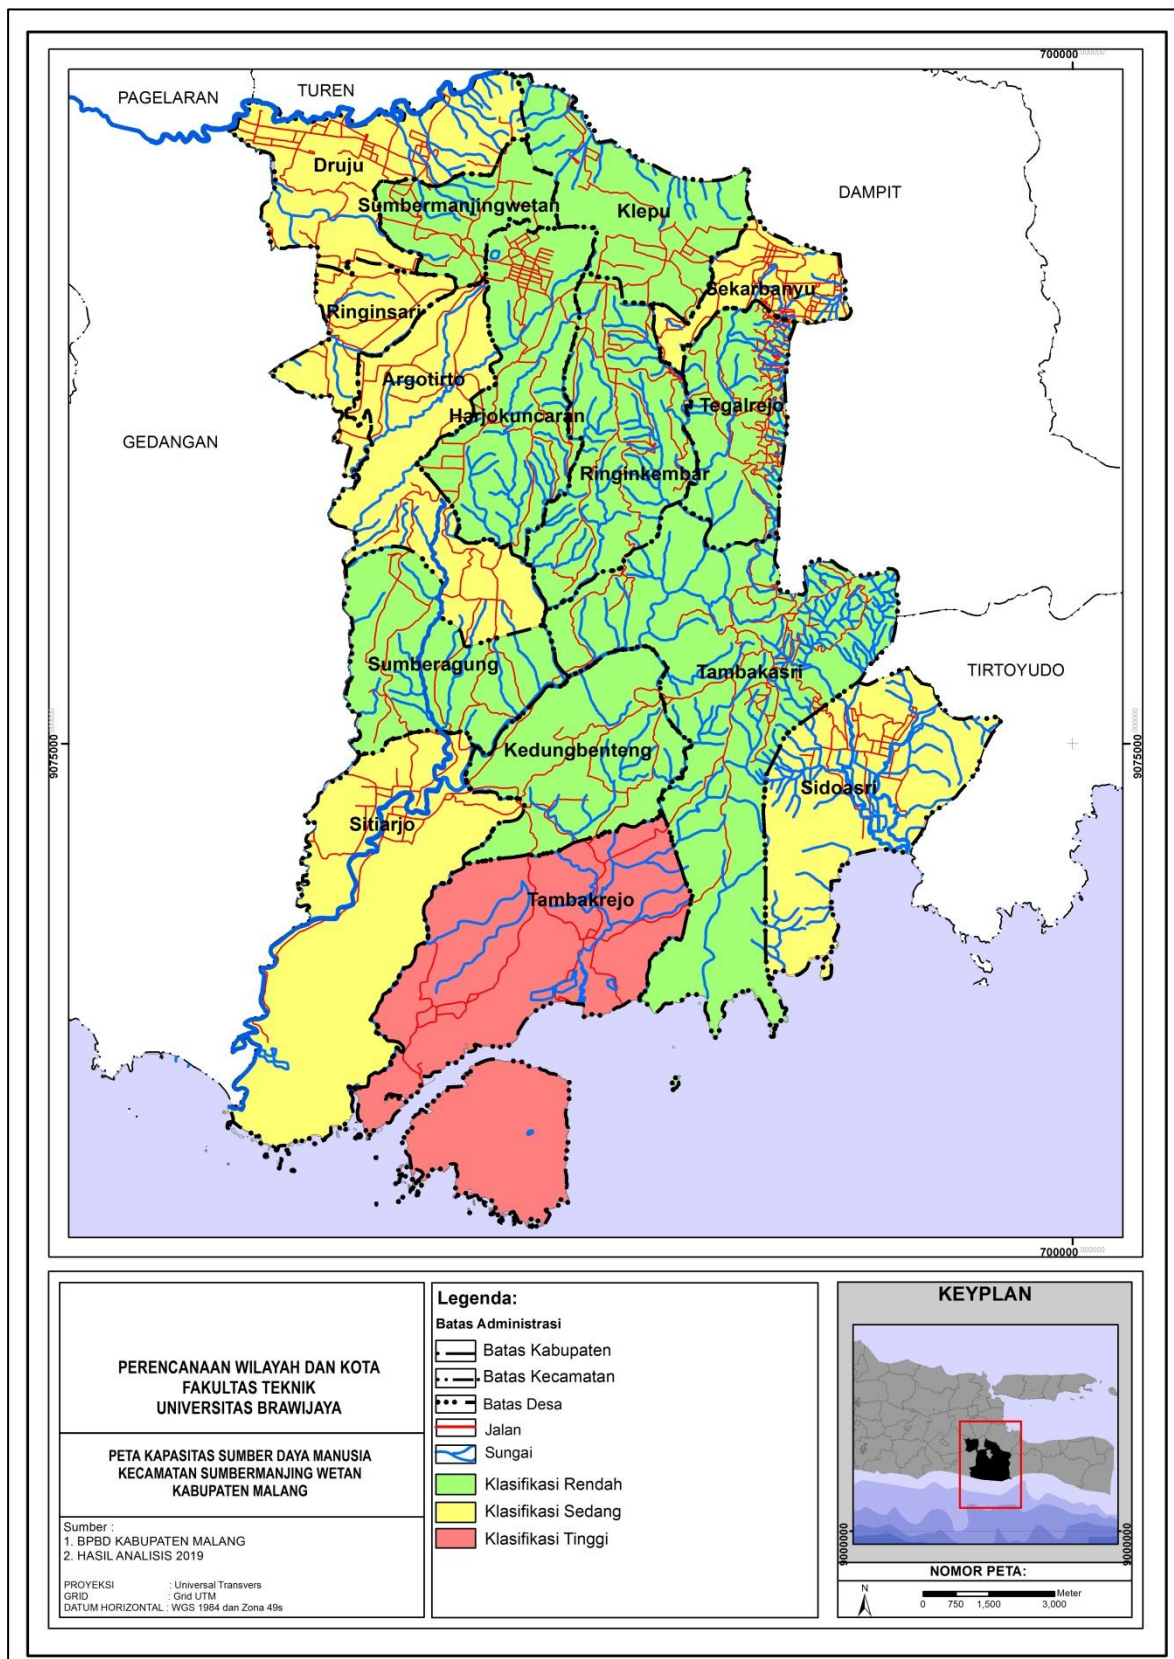 700000.000000
PAGELARAN
TUREN
Druju
DAMPIT
Sumbermanjingwetan
Klepu
Sekarbanyu
Ringinsari
Argotirto
Harjokuncaran
Tegalrejo
GEDANGAN
Ringinkembar
Sumberagung
Tambakasri
TIRTOYUDO
9075000.000000
Kedungbenteng
9075000.000000
Sidoasri
Sitiarjo
Tambakrejo
700000.000000
PERENCANAAN WILAYAH DAN KOTA
FAKULTAS TEKNIK
UNIVERSITAS BRAWIJAYA
PETA KAPASITAS SUMBER DAYA MANUSIA
KECAMATAN SUMBERMANJING WETAN
KABUPATEN MALANG
Sumber :
1. BPBD KABUPATEN MALANG
2. HASIL ANALISIS 2019
PROYEKSI : Universal Transvers
GRID : Grid UTM
DATUM HORIZONTAL : WGS 1984 dan Zona 49s
Legenda:
Batas Administrasi
Batas Kabupaten
Batas Kecamatan
Batas Desa
Jalan
Sungai
Klasifikasi Rendah
Klasifikasi Sedang
Klasifikasi Tinggi
KEYPLAN
9000000
9000000
NOMOR PETA:
N
Meter
0 750 1,500 3,000